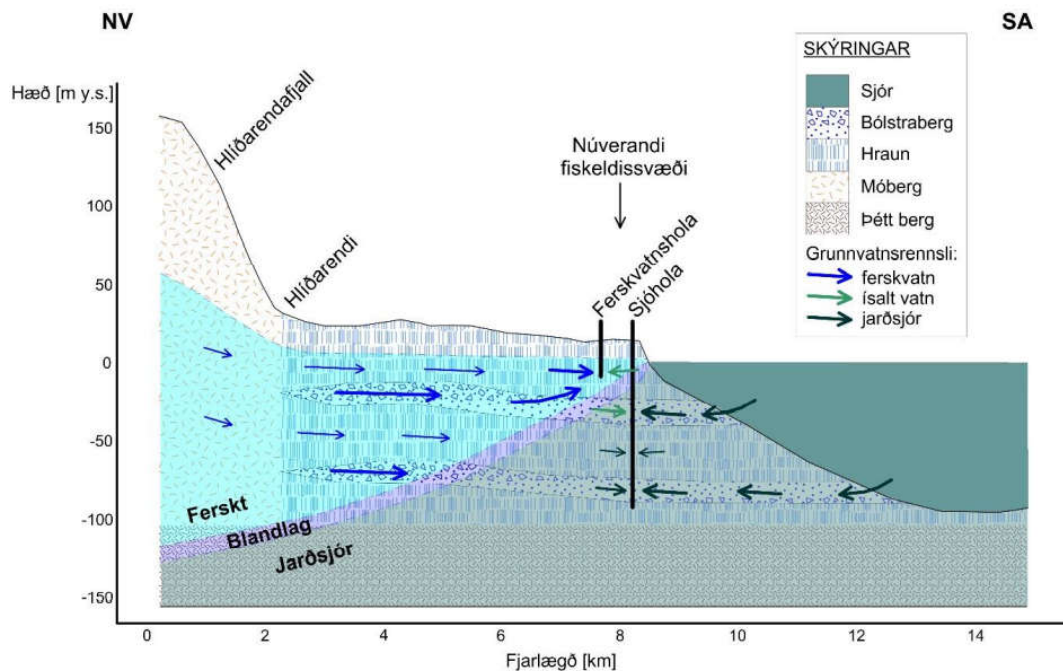 NV
SA
Hæð [m y.s.]
150
100
50
0
-50
-100
-150
Hlíðarendafjall
Hlíðarendi
Núverandi
fiskeldissvæði
Ferskvatnshola
Sjóhola
SKÝRINGAR
Sjór
Bólstraberg
Hraun
Móberg
Þétt berg
Grunnvatnsrennsli:
ferskvatn
ísalt vatn
jarðsjór
Ferskt
Blandlag
Jarðsjór
0 2 4 6 8 10 12 14
Fjarlægð [km]